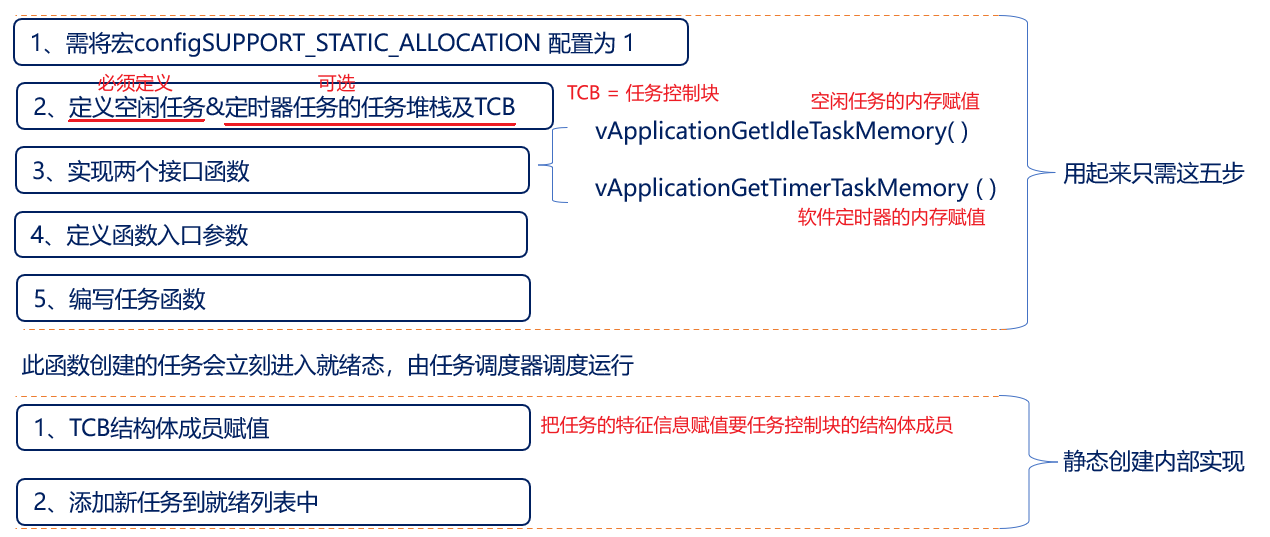 1、需将宏configSUPPORT_STATIC_ALLOCATION 配置为 1
必须定义 可选
2、定义空闲任务&定时器任务的任务堆栈及TCB
TCB = 任务控制块
空闲任务的内存赋值
vApplicationGetIdleTaskMemory( )
3、实现两个接口函数
vApplicationGetTimerTaskMemory ( )
软件定时器的内存赋值
用起来只需这五步
4、定义函数入口参数
5、编写任务函数
此函数创建的任务会立刻进入就绪态，由任务调度器调度运行
1、TCB结构体成员赋值
把任务的特征信息赋值要任务控制块的结构体成员
静态创建内部实现
2、添加新任务到就绪列表中